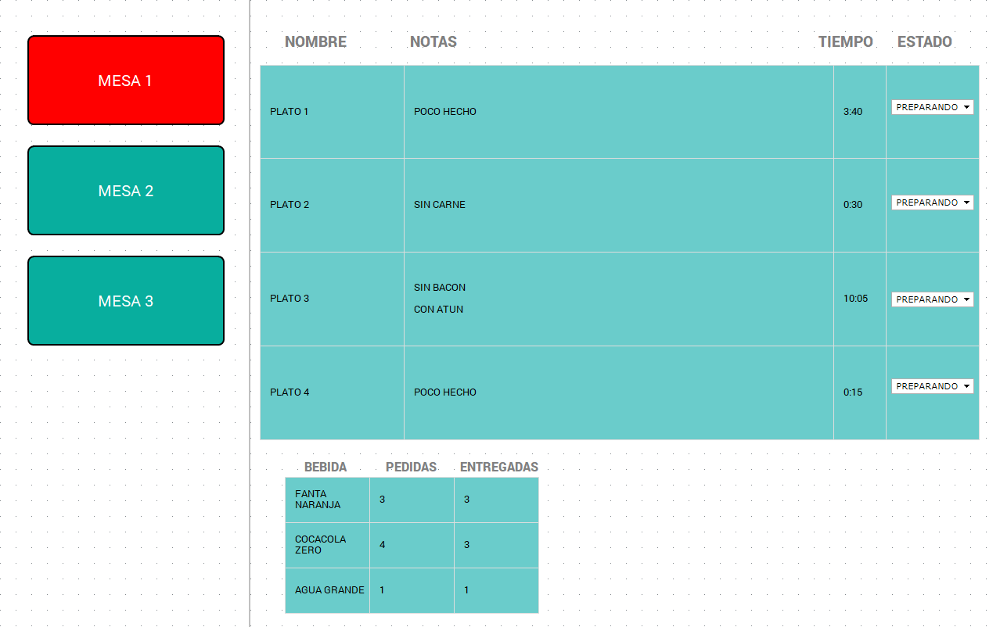 MESA 1
MESA 2
MESA 3
NOMBRE NOTAS TIEMPO ESTADO
PLATO 1 POCO HECHO 3:40 PREPARANDO
PLATO 2 SIN CARNE 0:30 PREPARANDO
PLATO 3 SIN BACON
CON ATUN 10:05 PREPARANDO
PLATO 4 POCO HECHO 0:15 PREPARANDO
BEBIDA PEDIDAS ENTREGADAS
FANTA
NARANJA 3 3
COCACOLA
ZERO 4 3
AGUA GRANDE 1 1